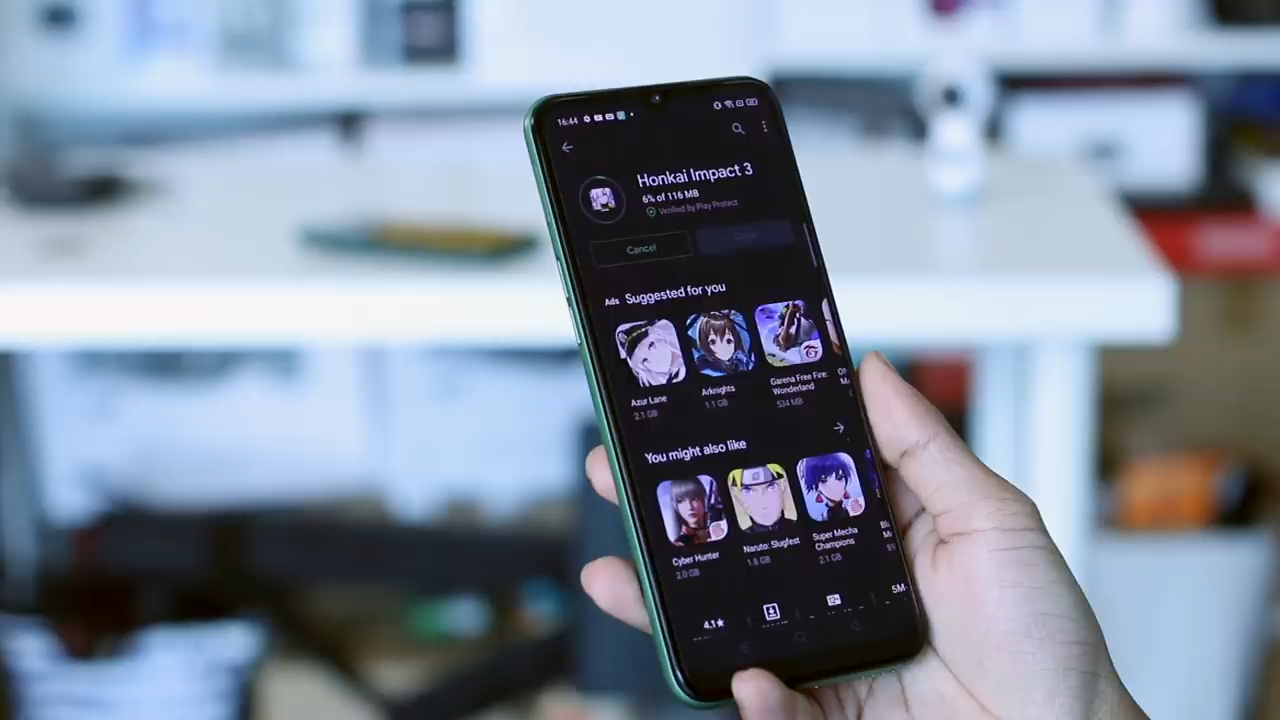 16:44
Honkai Impact 3
6% of 116 MB
Verified by Play Protect
Cancel
Ads Suggested for you
Azur Lane
2.1 GB
Arknights
1.1 GB
Garena Free Fire:
Wonderland
534 MB
You might also like
Cyber Hunter
2.0 GB
Naruto: Slugfest
1.8 GB
Super Mecha
Champions
2.1 GB
4.1★
12+
5M